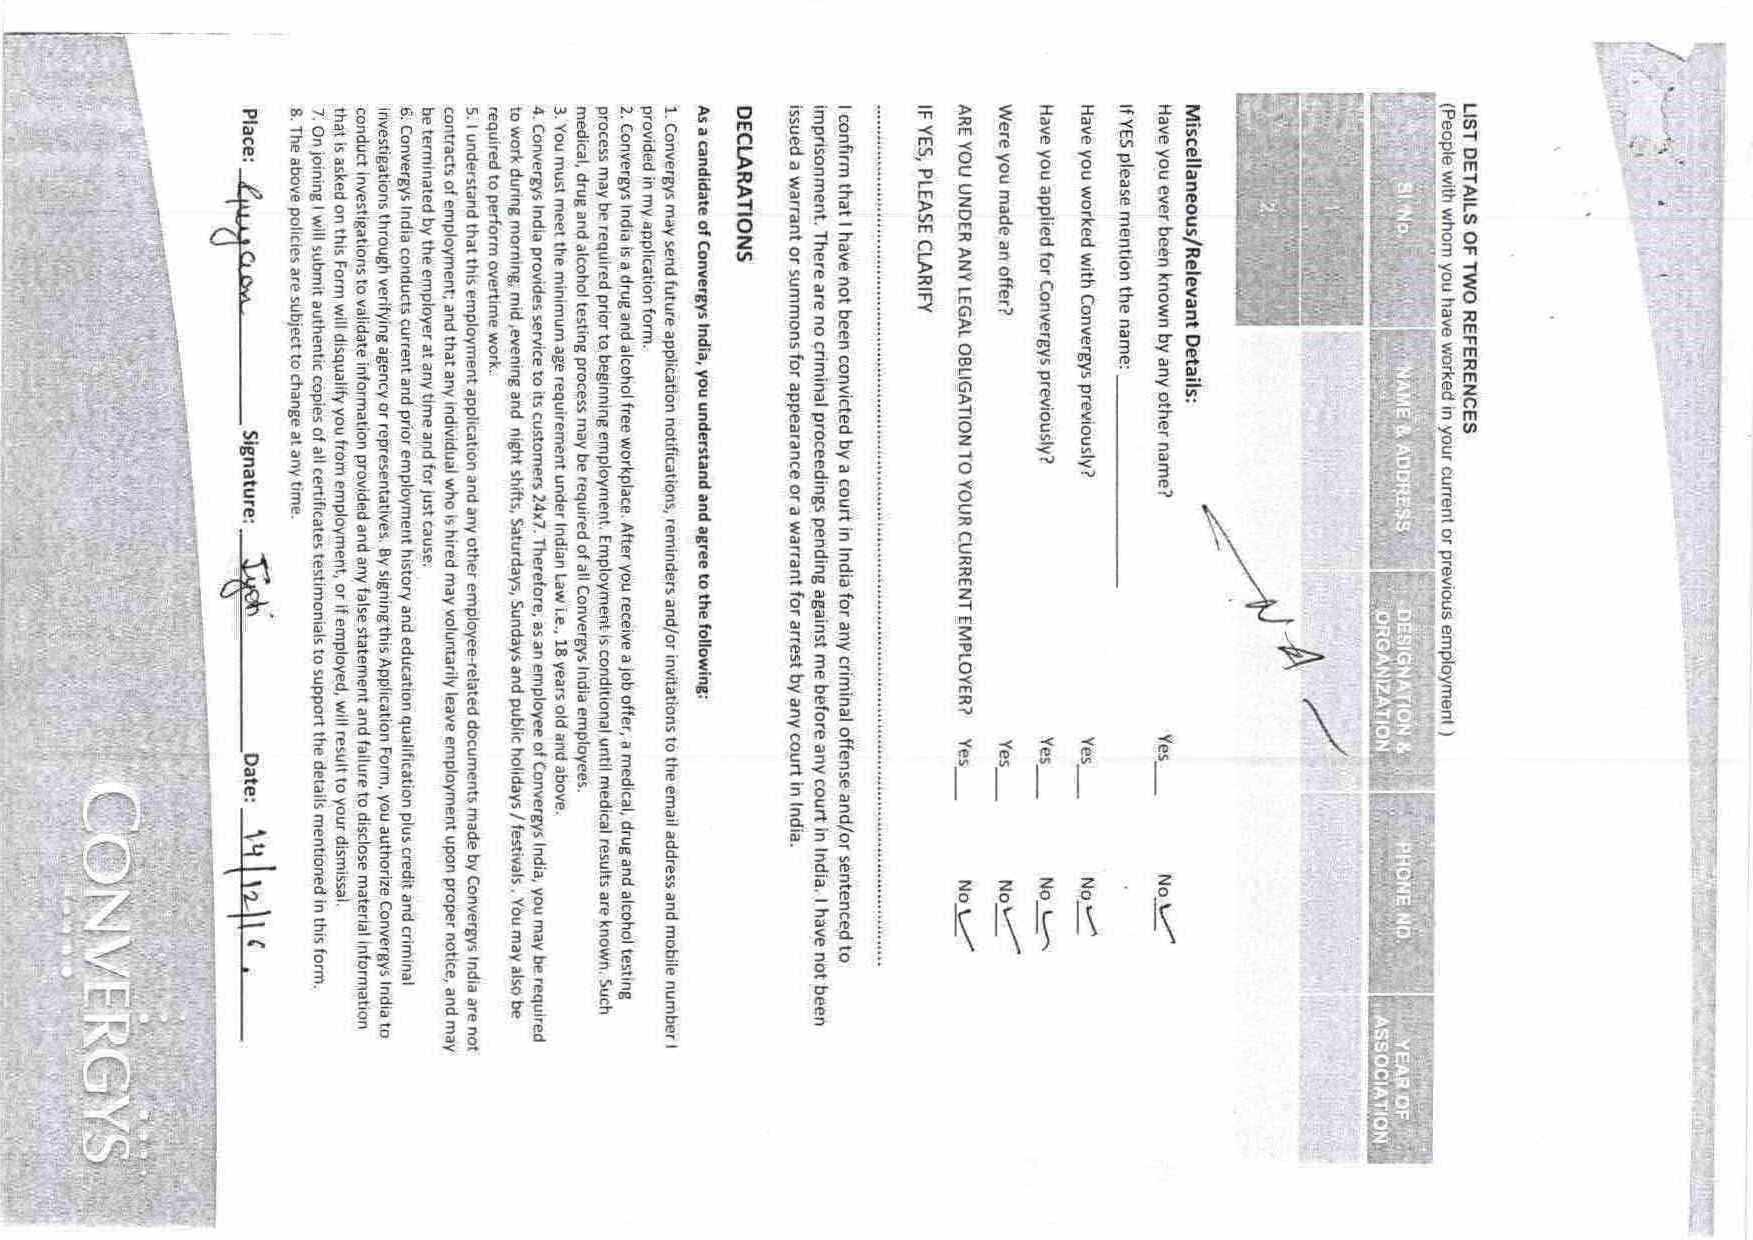 LIST DETAILS OF TWO REFERENCES
(People with whom you have worked in your current or previous employment )
Sl.No. NAME & ADDRESS DESIGNATION & ORGANIZATION PHONE NO. YEAR OF ASSOCIATION
1.
2.
NA
Miscellaneous/Relevant Details:
Have you ever been known by any other name? Yes____ No ✓
If YES please mention the name: ____________________
Have you worked with Convergys previously? Yes____ No ✓
Have you applied for Convergys previously? Yes____ No ✓
Were you made an offer? Yes____ No ✓
ARE YOU UNDER ANY LEGAL OBLIGATION TO YOUR CURRENT EMPLOYER? Yes____ No ✓
IF YES, PLEASE CLARIFY
I confirm that I have not been convicted by a court in India for any criminal offense and/or sentenced to
imprisonment. There are no criminal proceedings pending against me before any court in India. I have not been
issued a warrant or summons for appearance or a warrant for arrest by any court in India.
DECLARATIONS
As a candidate of Convergys India, you understand and agree to the following:
1. Convergys may send future application notifications, reminders and/or invitations to the email address and mobile number I
provided in my application form.
2. Convergys India is a drug and alcohol free workplace. After you receive a job offer, a medical, drug and alcohol testing
process may be required prior to beginning employment. Employment is conditional until medical results are known. Such
medical, drug and alcohol testing process may be required of all Convergys India employees.
3. You must meet the minimum age requirement under Indian Law i.e., 18 years old and above.
4. Convergys India provides service to its customers 24x7. Therefore, as an employee of Convergys India, you may be required
to work during morning, mid ,evening and night shifts, Saturdays, Sundays and public holidays / festivals . You may also be
required to perform overtime work.
5. I understand that this employment application and any other employee-related documents made by Convergys India are not
contracts of employment; and that any individual who is hired may voluntarily leave employment upon proper notice, and may
be terminated by the employer at any time and for just cause.
6. Convergys India conducts current and prior employment history and education qualification plus credit and criminal
investigations through verifying agency or representatives. By signing this Application Form, you authorize Convergys India to
conduct investigations to validate information provided and any false statement and failure to disclose material information
that is asked on this Form will disqualify you from employment, or if employed, will result to your dismissal.
7. On joining I will submit authentic copies of all certificates testimonials to support the details mentioned in this form.
8. The above policies are subject to change at any time.
Place: Gurgaon Signature: Jyoti Date: 14/12/16.
CONVERGYS